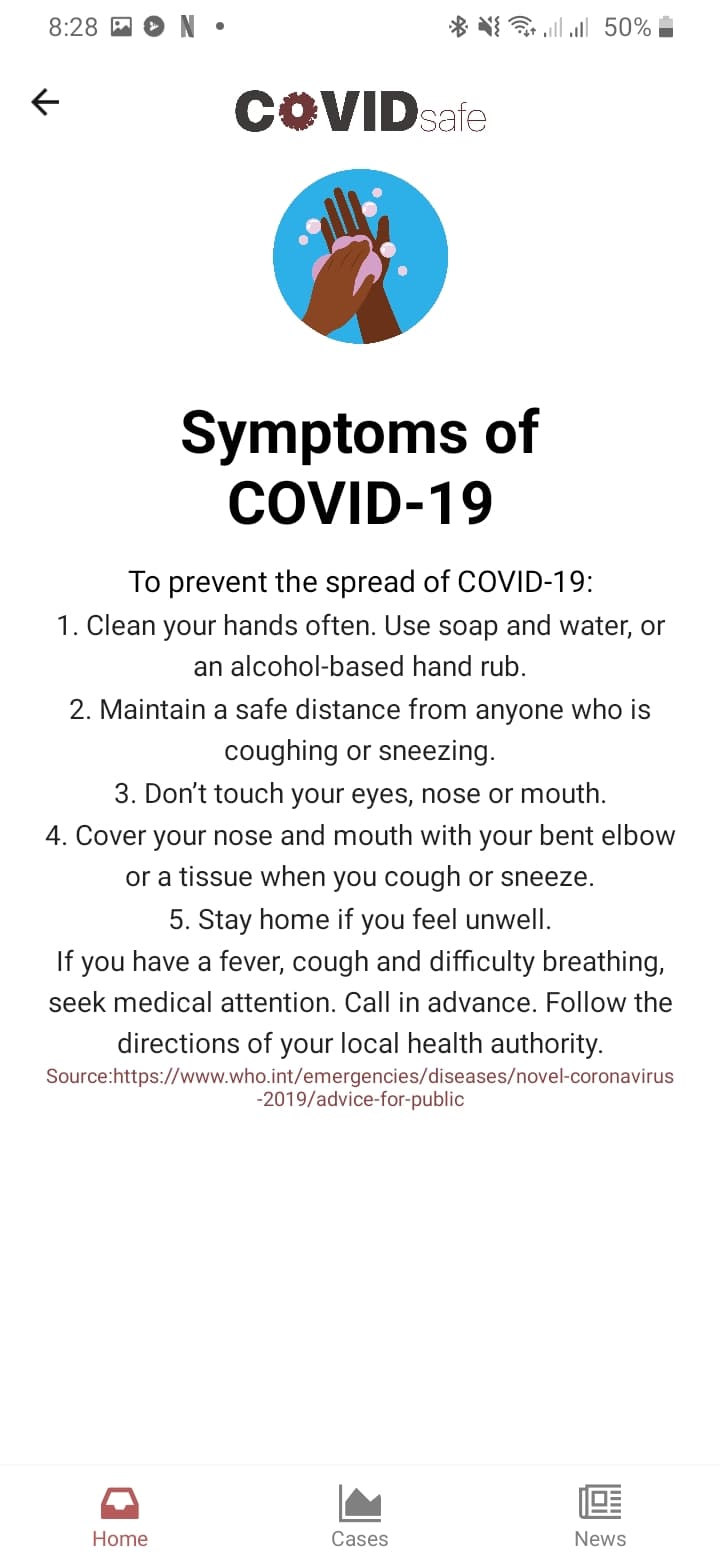 8:28 N 50%
COVIDsafe
Symptoms of
COVID-19
To prevent the spread of COVID-19:
1. Clean your hands often. Use soap and water, or
an alcohol-based hand rub.
2. Maintain a safe distance from anyone who is
coughing or sneezing.
3. Don’t touch your eyes, nose or mouth.
4. Cover your nose and mouth with your bent elbow
or a tissue when you cough or sneeze.
5. Stay home if you feel unwell.
If you have a fever, cough and difficulty breathing,
seek medical attention. Call in advance. Follow the
directions of your local health authority.
Source:https://www.who.int/emergencies/diseases/novel-coronavirus
-2019/advice-for-public
Home Cases News